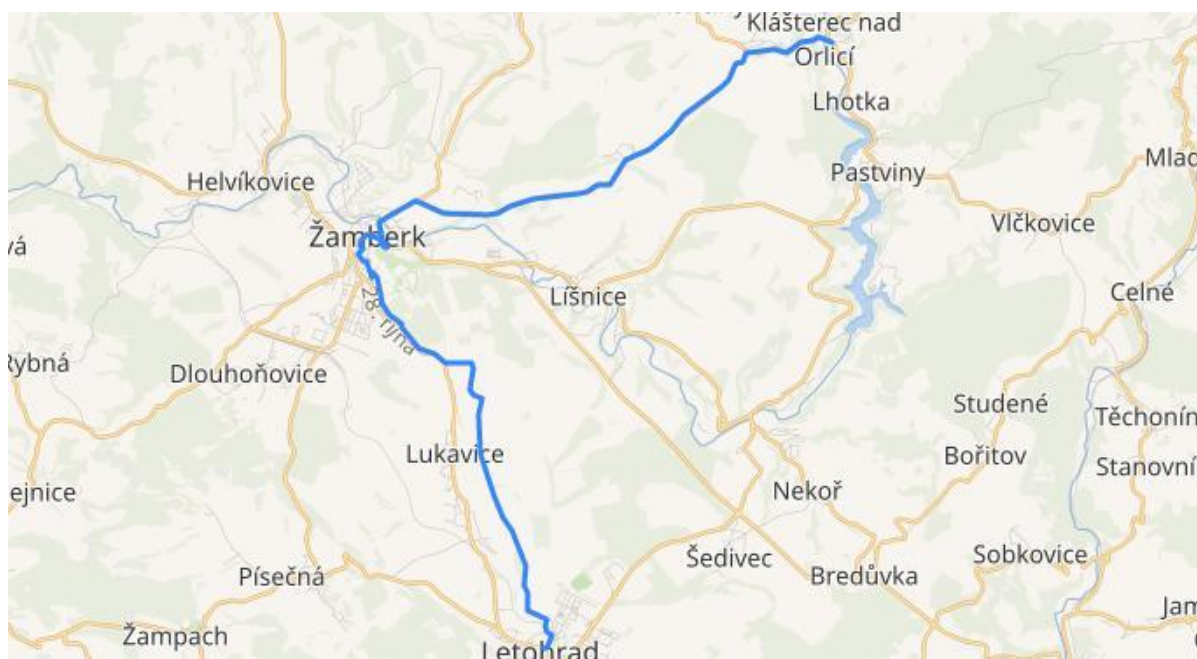 Klášterec nad
Orlicí
Lhotka
Mlad
Pastviny
Helvíkovice
Vlčkovice
Žamberk
vá
Líšnice
Celné
28. října
Rybná
Dlouhoňovice
Studené
Těchonín
Lukavice
Bořitov
Stanovní
ejnice
Nekoř
Šedivec
Sobkovice
Písečná
Bredůvka
Jam
Žampach
Letohrad